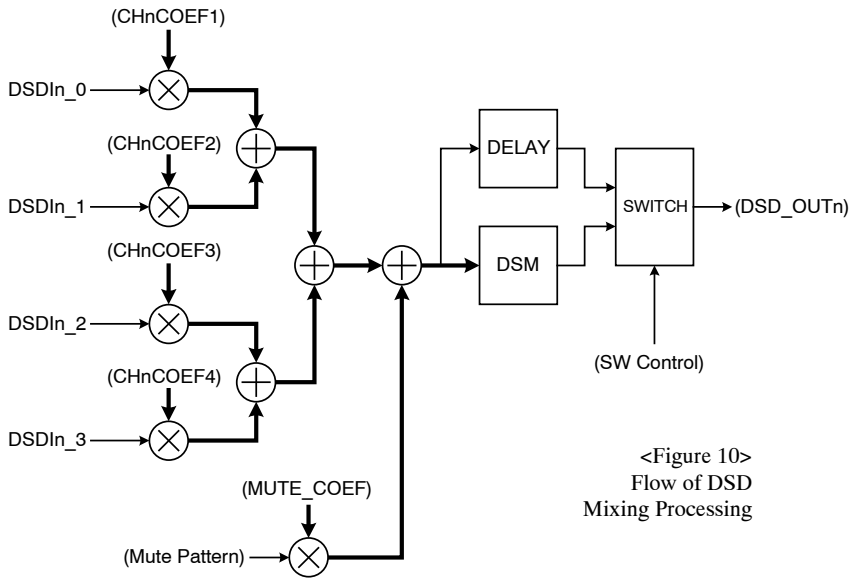 (CHnCOEF1)
DSDIn_0
(CHnCOEF2)
DSDIn_1
(CHnCOEF3)
DSDIn_2
(CHnCOEF4)
DSDIn_3
(MUTE_COEF)
(Mute Pattern)
DELAY
DSM
SWITCH
(DSD_OUTn)
(SW Control)
<Figure 10>
Flow of DSD
Mixing Processing